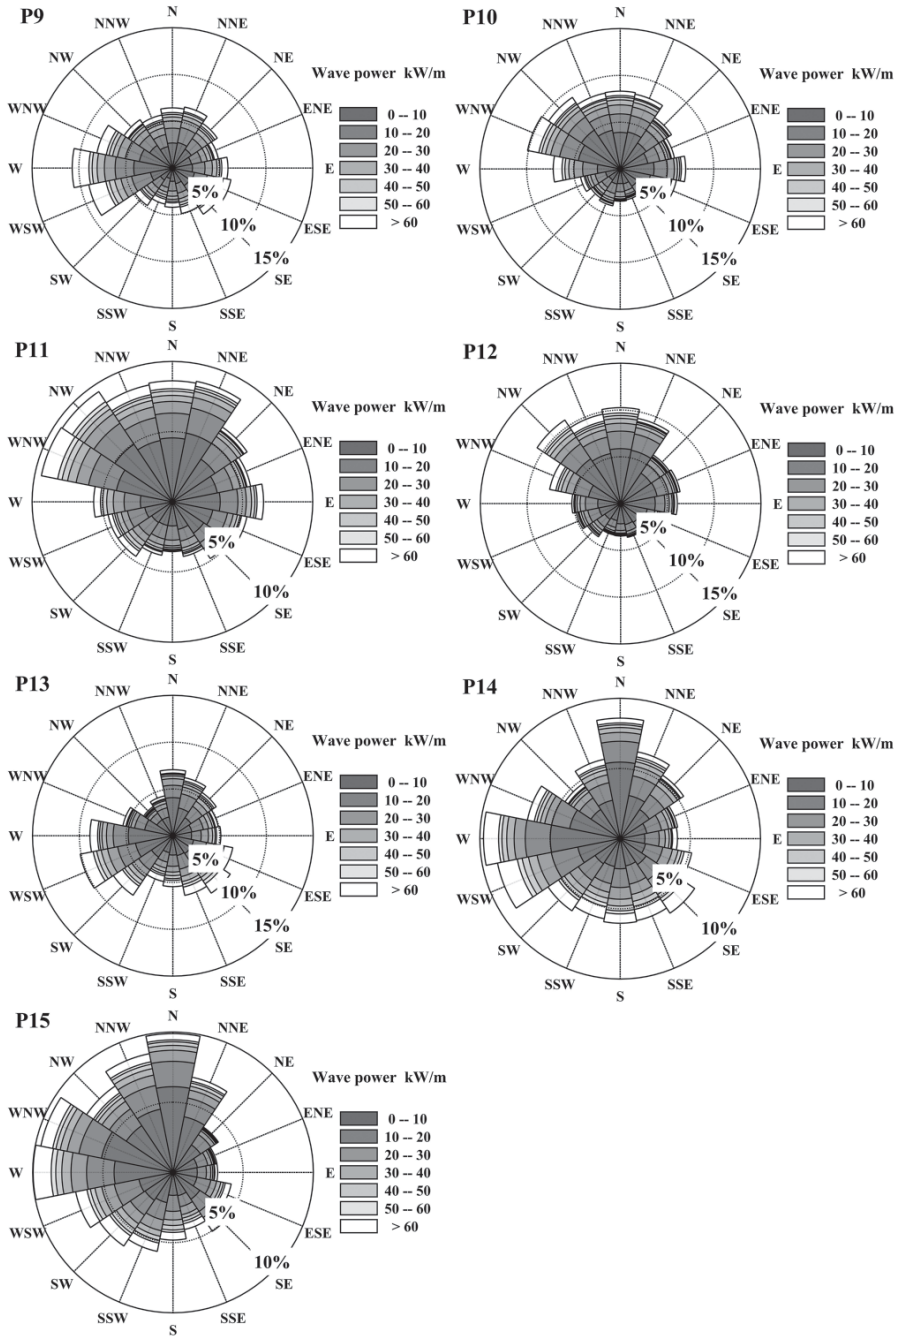 P9
N
NNW
NNE
NW
NE
WNW
ENE
W
E
WSW
ESE
SW
SE
SSW
SSE
S
5%
10%
15%
Wave power kW/m
0 -- 10
10 -- 20
20 -- 30
30 -- 40
40 -- 50
50 -- 60
> 60
P10
N
NNW
NNE
NW
NE
WNW
ENE
W
E
WSW
ESE
SW
SE
SSW
SSE
S
5%
10%
15%
Wave power kW/m
0 -- 10
10 -- 20
20 -- 30
30 -- 40
40 -- 50
50 -- 60
> 60
P11
N
NNW
NNE
NW
NE
WNW
ENE
W
E
WSW
ESE
SW
SE
SSW
SSE
S
5%
10%
Wave power kW/m
0 -- 10
10 -- 20
20 -- 30
30 -- 40
40 -- 50
50 -- 60
> 60
P12
N
NNW
NNE
NW
NE
WNW
ENE
W
E
WSW
ESE
SW
SE
SSW
SSE
S
5%
10%
15%
Wave power kW/m
0 -- 10
10 -- 20
20 -- 30
30 -- 40
40 -- 50
50 -- 60
> 60
P13
N
NNW
NNE
NW
NE
WNW
ENE
W
E
WSW
ESE
SW
SE
SSW
SSE
S
5%
10%
15%
Wave power kW/m
0 -- 10
10 -- 20
20 -- 30
30 -- 40
40 -- 50
50 -- 60
> 60
P14
N
NNW
NNE
NW
NE
WNW
ENE
W
E
WSW
ESE
SW
SE
SSW
SSE
S
5%
10%
Wave power kW/m
0 -- 10
10 -- 20
20 -- 30
30 -- 40
40 -- 50
50 -- 60
> 60
P15
N
NNW
NNE
NW
NE
WNW
ENE
W
E
WSW
ESE
SW
SE
SSW
SSE
S
5%
10%
Wave power kW/m
0 -- 10
10 -- 20
20 -- 30
30 -- 40
40 -- 50
50 -- 60
> 60